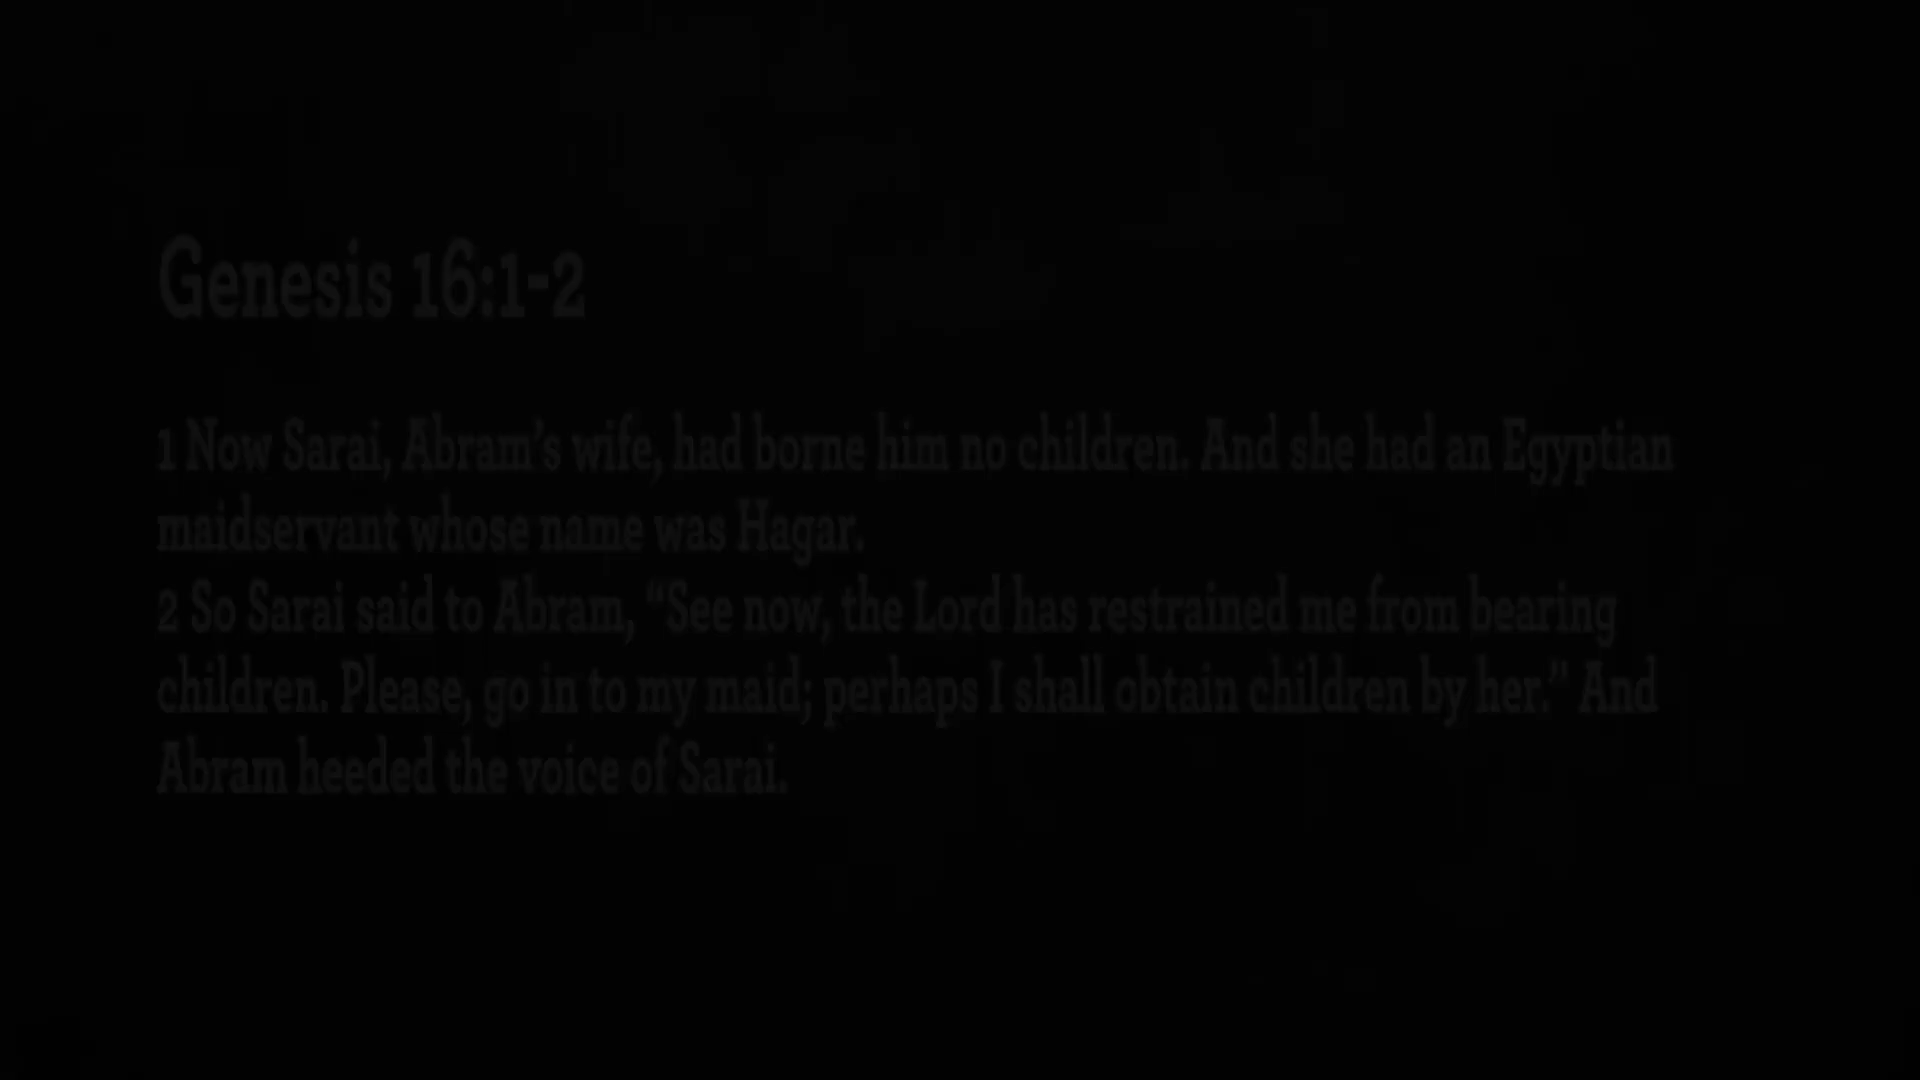 Genesis 16:1-2
1 Now Sarai, Abram’s wife, had borne him no children. And she had an Egyptian
maidservant whose name was Hagar.
2 So Sarai said to Abram, “See now, the Lord has restrained me from bearing
children. Please, go in to my maid; perhaps I shall obtain children by her.” And
Abram heeded the voice of Sarai.